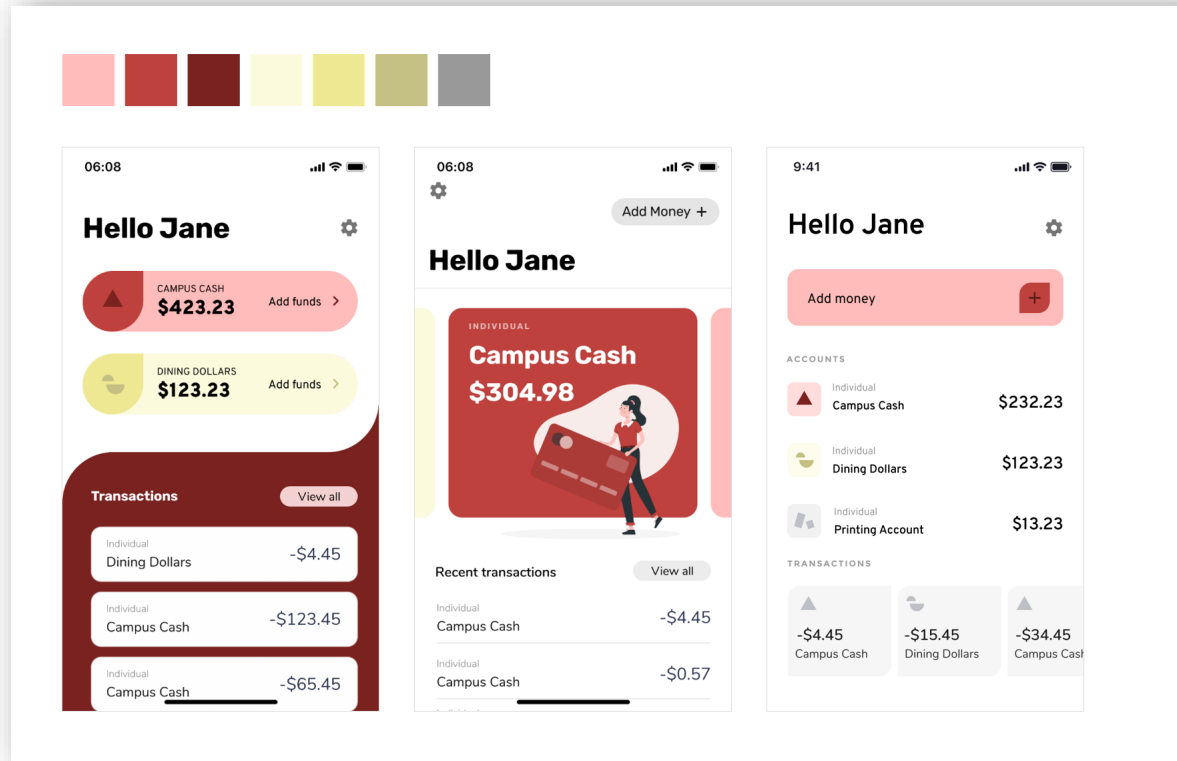 06:08
Hello Jane
CAMPUS CASH
$423.23
Add funds
DINING DOLLARS
$123.23
Add funds
Transactions
View all
Individual
Dining Dollars
-$4.45
Individual
Campus Cash
-$123.45
Individual
Campus Cash
-$65.45
06:08
Add Money +
Hello Jane
INDIVIDUAL
Campus Cash
$304.98
Recent transactions
View all
Individual
Campus Cash
-$4.45
Individual
Campus Cash
-$0.57
9:41
Hello Jane
Add money
ACCOUNTS
Individual
Campus Cash
$232.23
Individual
Dining Dollars
$123.23
Individual
Printing Account
$13.23
TRANSACTIONS
-$4.45
Campus Cash
-$15.45
Dining Dollars
-$34.45
Campus Cash